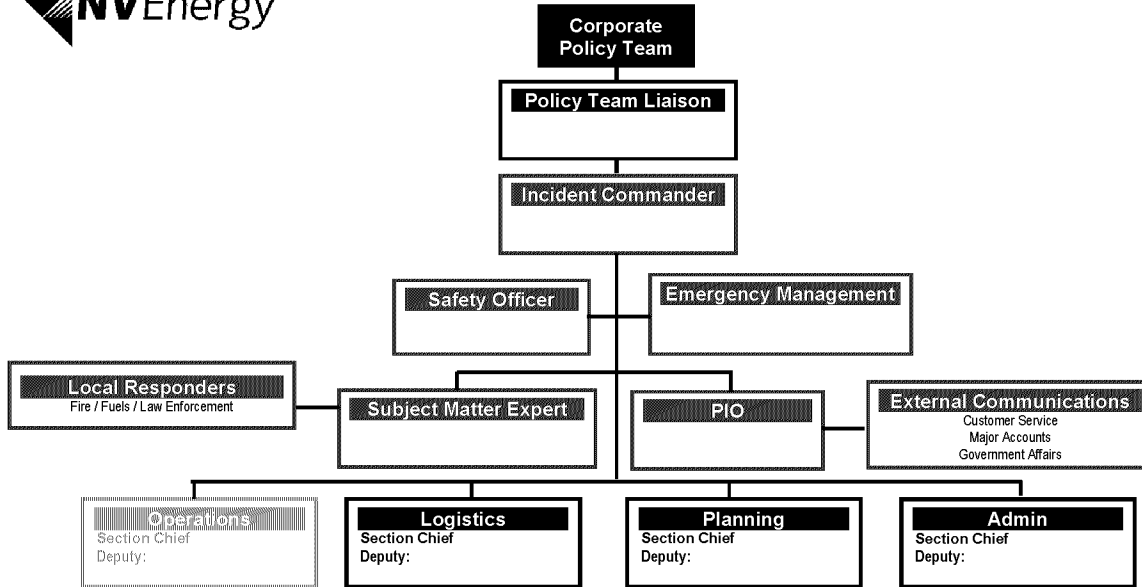 NVEnergy
Corporate
Policy Team
Policy Team Liaison
Incident Commander
Safety Officer
Emergency Management
Local Responders
Fire / Fuels / Law Enforcement
Subject Matter Expert
PIO
External Communications
Customer Service
Major Accounts
Government Affairs
Operations
Section Chief
Deputy:
Logistics
Section Chief
Deputy:
Planning
Section Chief
Deputy:
Admin
Section Chief
Deputy: